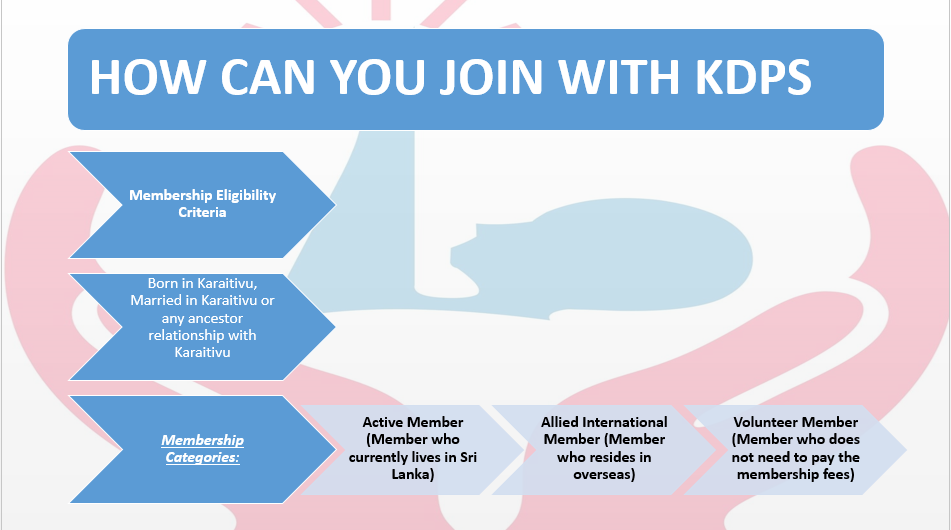 HOW CAN YOU JOIN WITH KDPS
Membership Eligibility
Criteria
Born in Karaitivu,
Married in Karaitivu or
any ancestor
relationship with
Karaitivu
Membership
Categories:
Active Member
(Member who
currently lives in Sri
Lanka)
Allied International
Member (Member
who resides in
overseas)
Volunteer Member
(Member who does
not need to pay the
membership fees)